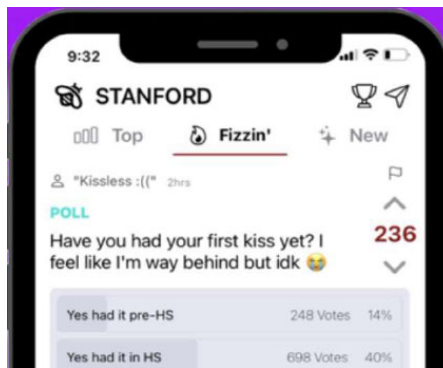 9:32
STANFORD
Top
Fizzin'
New
"Kissless :((" 2hrs
POLL
Have you had your first kiss yet? I
feel like I'm way behind but idk 😭
236
Yes had it pre-HS 248 Votes 14%
Yes had it in HS 698 Votes 40%